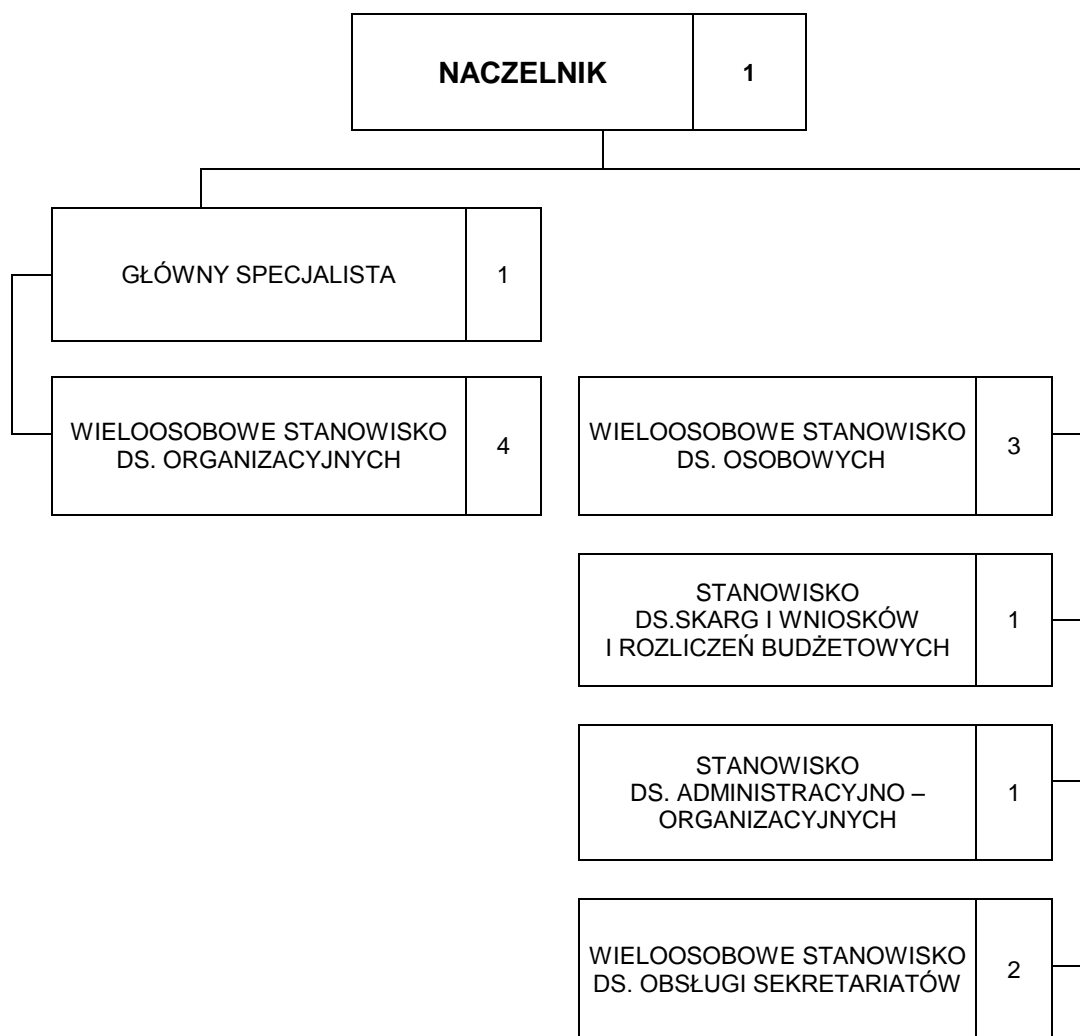 NACZELNIK
1
GŁÓWNY SPECJALISTA
1
WIELOOSOBOWE STANOWISKO
DS. ORGANIZACYJNYCH
4
WIELOOSOBOWE STANOWISKO
DS. OSOBOWYCH
3
STANOWISKO
DS.SKARG I WNIOSKÓW
I ROZLICZEŃ BUDŻETOWYCH
1
STANOWISKO
DS. ADMINISTRACYJNO –
ORGANIZACYJNYCH
1
WIELOOSOBOWE STANOWISKO
DS. OBSŁUGI SEKRETARIATÓW
2